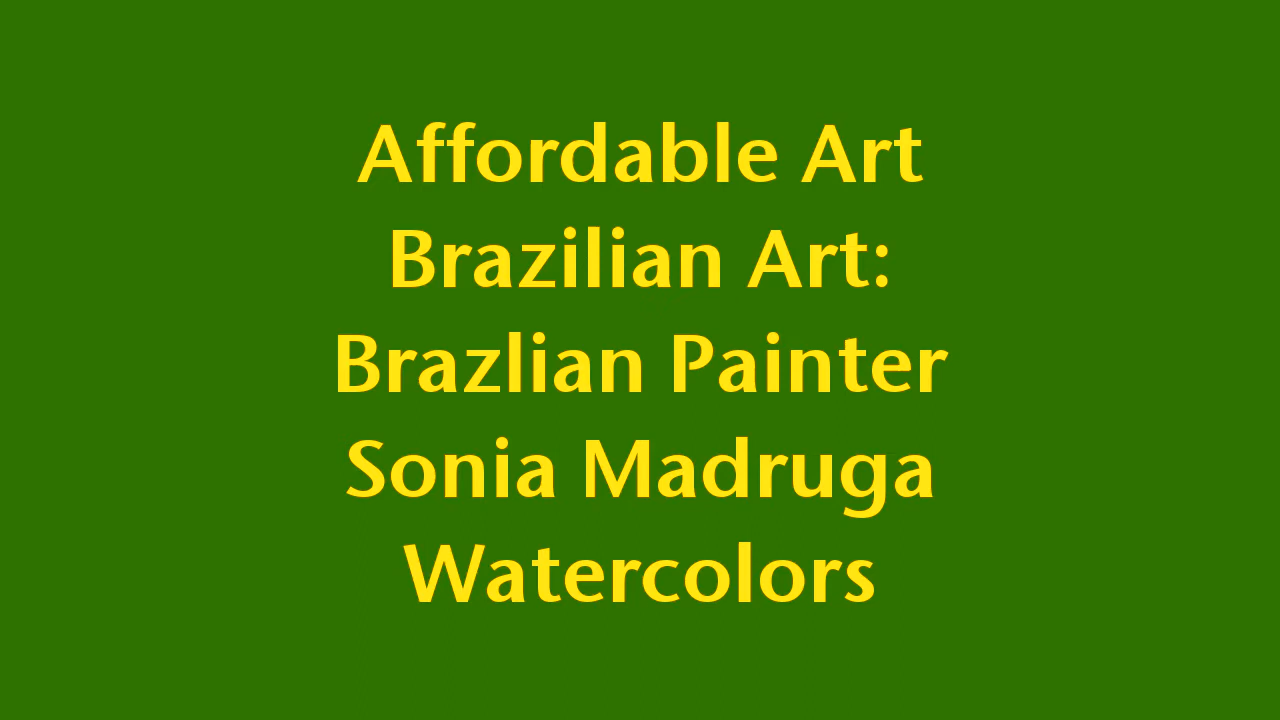 Affordable Art
Brazilian Art:
Brazlian Painter
Sonia Madruga
Watercolors